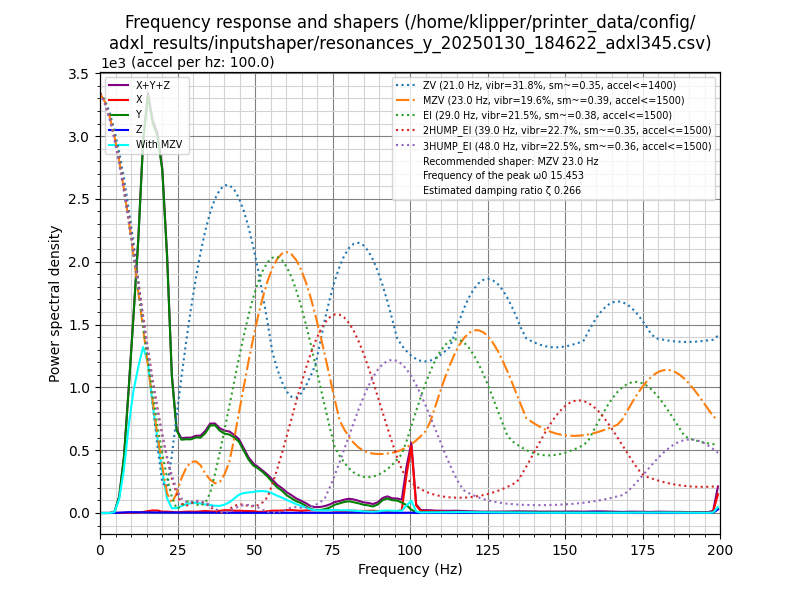 Frequency response and shapers (/home/klipper/printer_data/config/
adxl_results/inputshaper/resonances_y_20250130_184622_adxl345.csv)
1e3 (accel per hz: 100.0)
3.5
3.0
2.5
2.0
1.5
1.0
0.5
0.0
Power spectral density
X+Y+Z
X
Y
Z
With MZV
ZV (21.0 Hz, vibr=31.8%, sm~=0.35, accel<=1400)
MZV (23.0 Hz, vibr=19.6%, sm~=0.39, accel<=1500)
EI (29.0 Hz, vibr=21.5%, sm~=0.38, accel<=1500)
2HUMP_EI (39.0 Hz, vibr=22.7%, sm~=0.35, accel<=1500)
3HUMP_EI (48.0 Hz, vibr=22.5%, sm~=0.36, accel<=1500)
Recommended shaper: MZV 23.0 Hz
Frequency of the peak ω0 15.453
Estimated damping ratio ζ 0.266
0 25 50 75 100 125 150 175 200
Frequency (Hz)